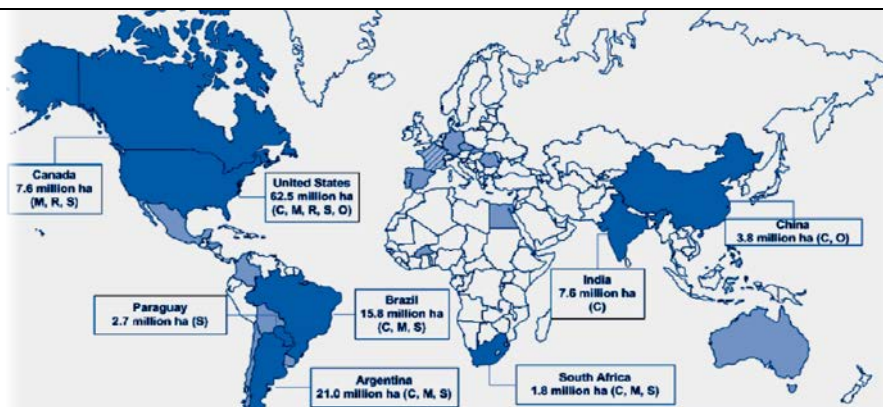 Canada
7.6 million ha
(M, R, S)
United States
62.5 million ha
(C, M, R, S, O)
China
3.8 million ha (C, O)
India
7.6 million ha
(C)
Paraguay
2.7 million ha (S)
Brazil
15.8 million ha
(C, M, S)
Argentina
21.0 million ha (C, M, S)
South Africa
1.8 million ha (C, M, S)